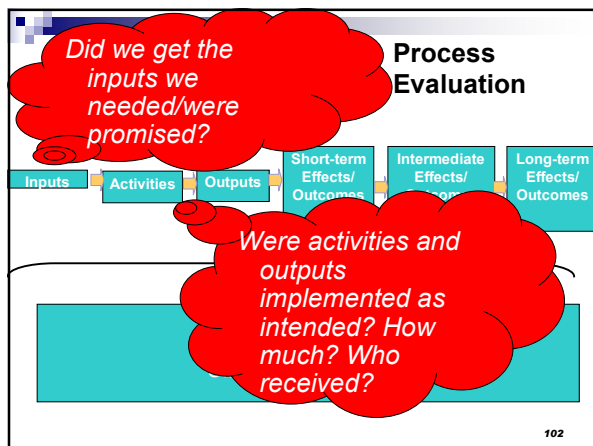 Did we get the
inputs we
needed/were
promised?
Process
Evaluation
Inputs
Activities
Outputs
Short-term
Effects/
Outcomes
Intermediate
Effects/
Long-term
Effects/
Outcomes
Were activities and
outputs
implemented as
intended? How
much? Who
received?
102